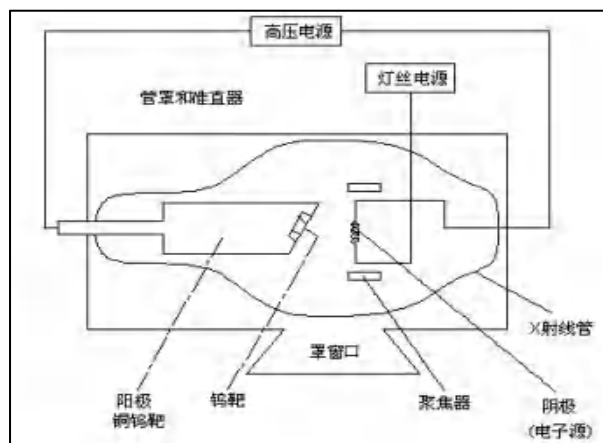 高压电源
灯丝电源
管罩和准直器
X射线管
罩窗口
阳极
铜钨靶
钨靶
聚焦器
阴极
(电子源)